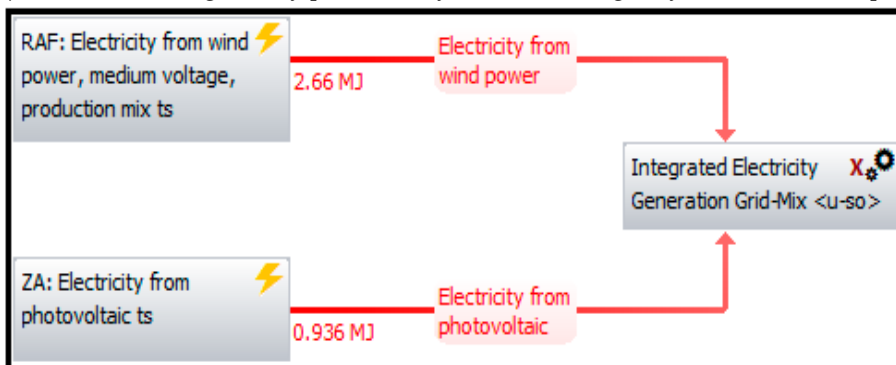 RAF: Electricity from wind
power, medium voltage,
production mix ts
2.66 MJ
Electricity from
wind power
Integrated Electricity
Generation Grid-Mix <u-so>
X
ZA: Electricity from
photovoltaic ts
0.936 MJ
Electricity from
photovoltaic